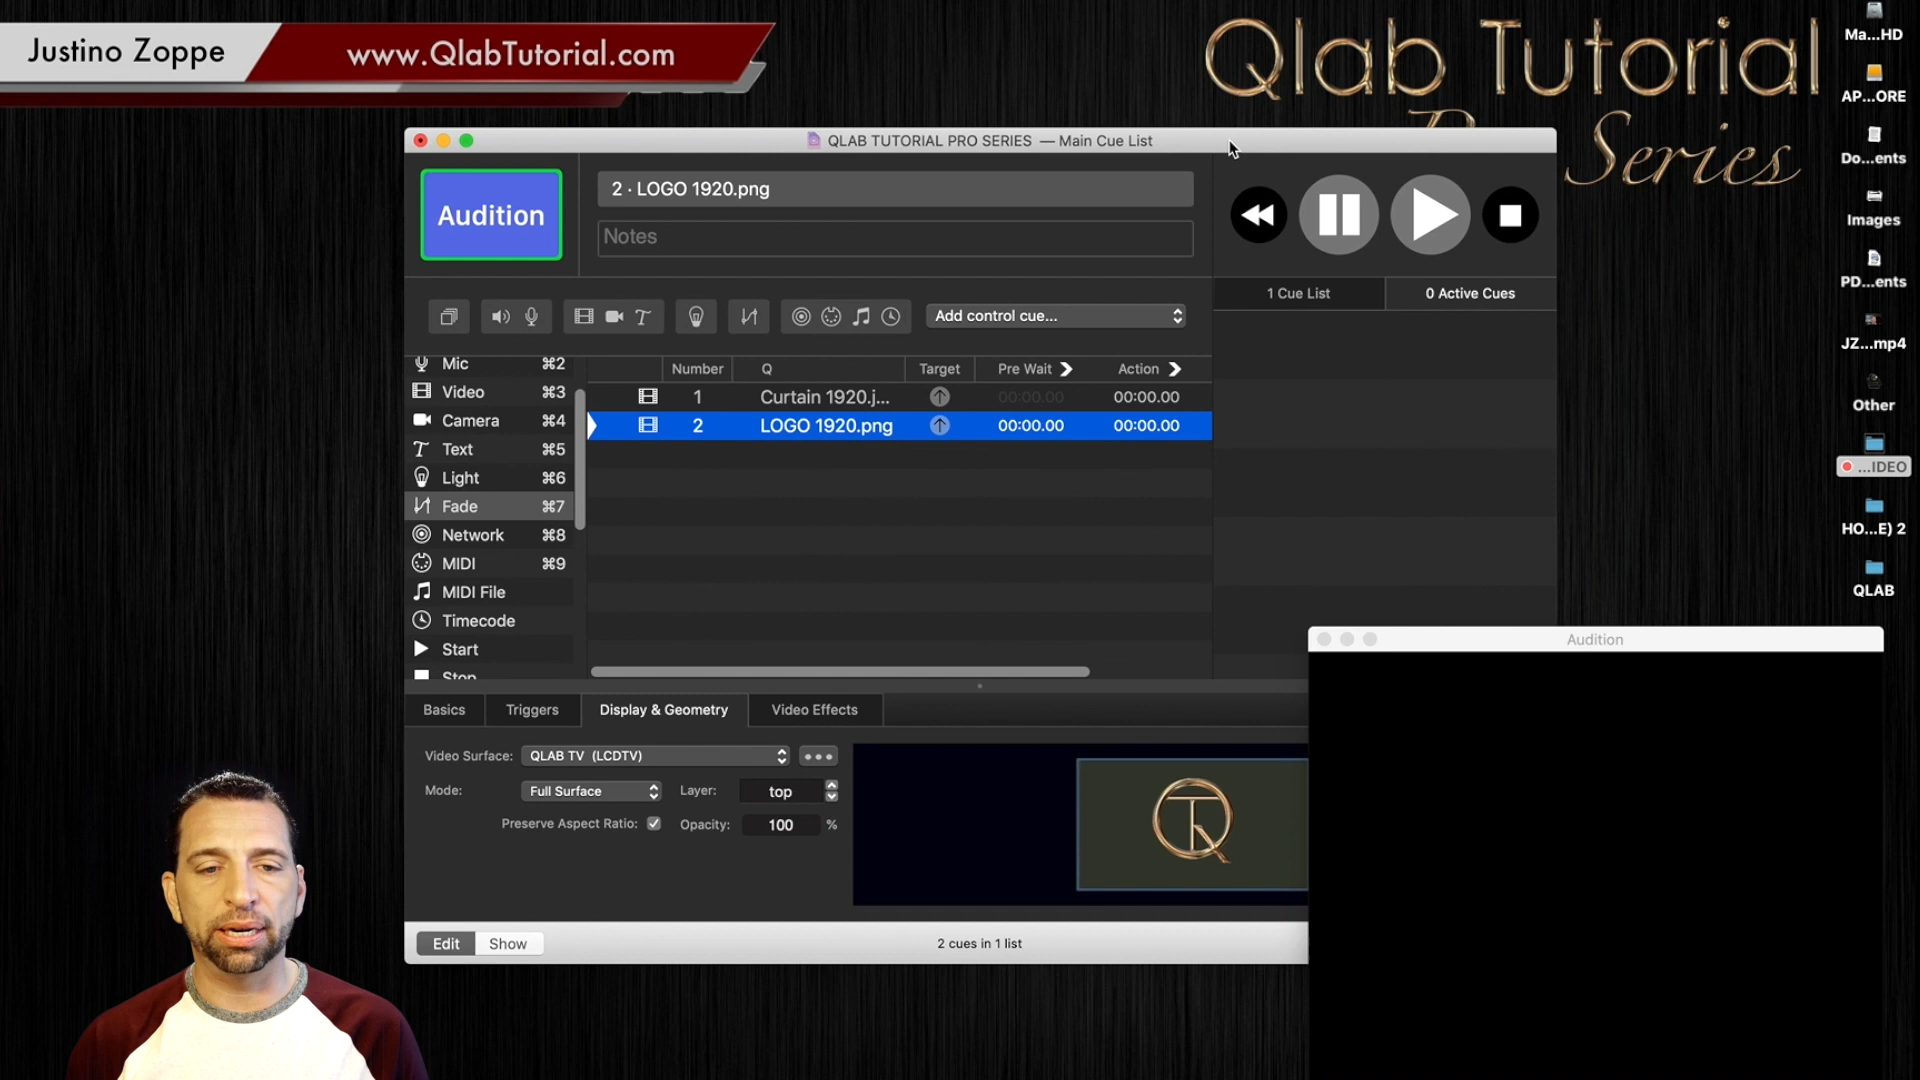 Justino Zoppe
www.QlabTutorial.com
Qlab Tutorial
Series
QLAB TUTORIAL PRO SERIES — Main Cue List
Audition
2 · LOGO 1920.png
Notes
1 Cue List
0 Active Cues
Add control cue...
Number
Q
Target
Pre Wait
Action
1
Curtain 1920.j...
00:00.00
00:00.00
2
LOGO 1920.png
00:00.00
00:00.00
Mic ⌘2
Video ⌘3
Camera ⌘4
Text ⌘5
Light ⌘6
Fade ⌘7
Network ⌘8
MIDI ⌘9
MIDI File
Timecode
Start
Stop
Basics
Triggers
Display & Geometry
Video Effects
Video Surface: QLAB TV (LCDTV)
Mode: Full Surface
Layer: top
Preserve Aspect Ratio:
Opacity: 100 %
Edit
Show
2 cues in 1 list
Audition
Ma...HD
AP...ORE
Do...ents
Images
PD...ents
JZ...mp4
Other
...IDEO
HO...E) 2
QLAB